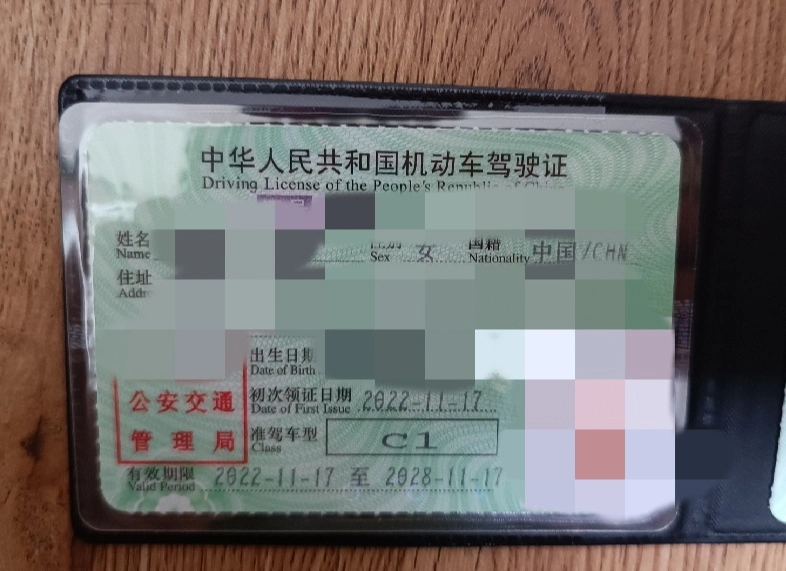 中华人民共和国机动车驾驶证
Driving License of the People's Republic of China
姓名
Name
性别 女
Sex
国籍 中国/CHN
Nationality
住址
出生日期
Date of Birth
初次领证日期 2022-11-17
Date of First Issue
准驾车型 C1
Class
公安交通
管理局
有效期限 2022-11-17 至 2028-11-17
Valid Period